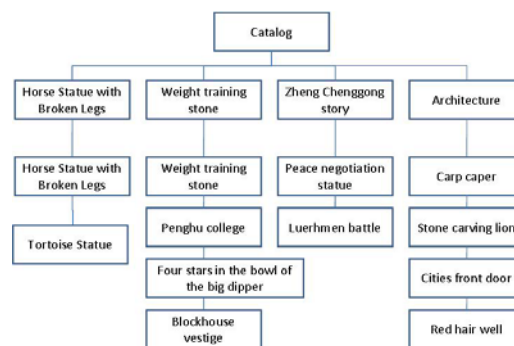 Catalog
Horse Statue with
Broken Legs
Weight training
stone
Zheng Chenggong
story
Architecture
Horse Statue with
Broken Legs
Weight training
stone
Peace negotiation
statue
Carp caper
Tortoise Statue
Penghu college
Luerhmen battle
Stone carving lion
Four stars in the bowl of
the big dipper
Cities front door
Blockhouse
vestige
Red hair well